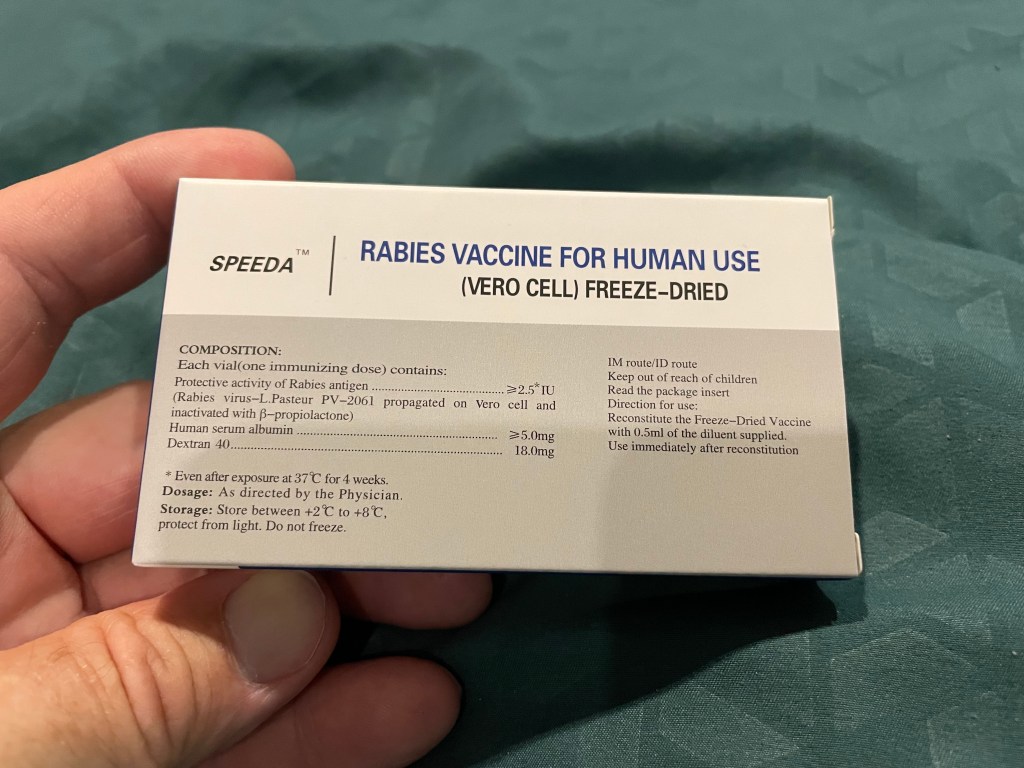 SPEEDA™
RABIES VACCINE FOR HUMAN USE
(VERO CELL) FREEZE-DRIED
COMPOSITION:
Each vial(one immunizing dose) contains:
Protective activity of Rabies antigen ........................................ ≥2.5*IU
(Rabies virus-L.Pasteur PV-2061 propagated on Vero cell and
inactivated with β-propiolactone)
Human serum albumin ............................................................ ≥5.0mg
Dextran 40................................................................................ 18.0mg
* Even after exposure at 37℃ for 4 weeks.
Dosage: As directed by the Physician.
Storage: Store between +2℃ to +8℃,
protect from light. Do not freeze.
IM route/ID route
Keep out of reach of children
Read the package insert
Direction for use:
Reconstitute the Freeze-Dried Vaccine
with 0.5ml of the diluent supplied.
Use immediately after reconstitution